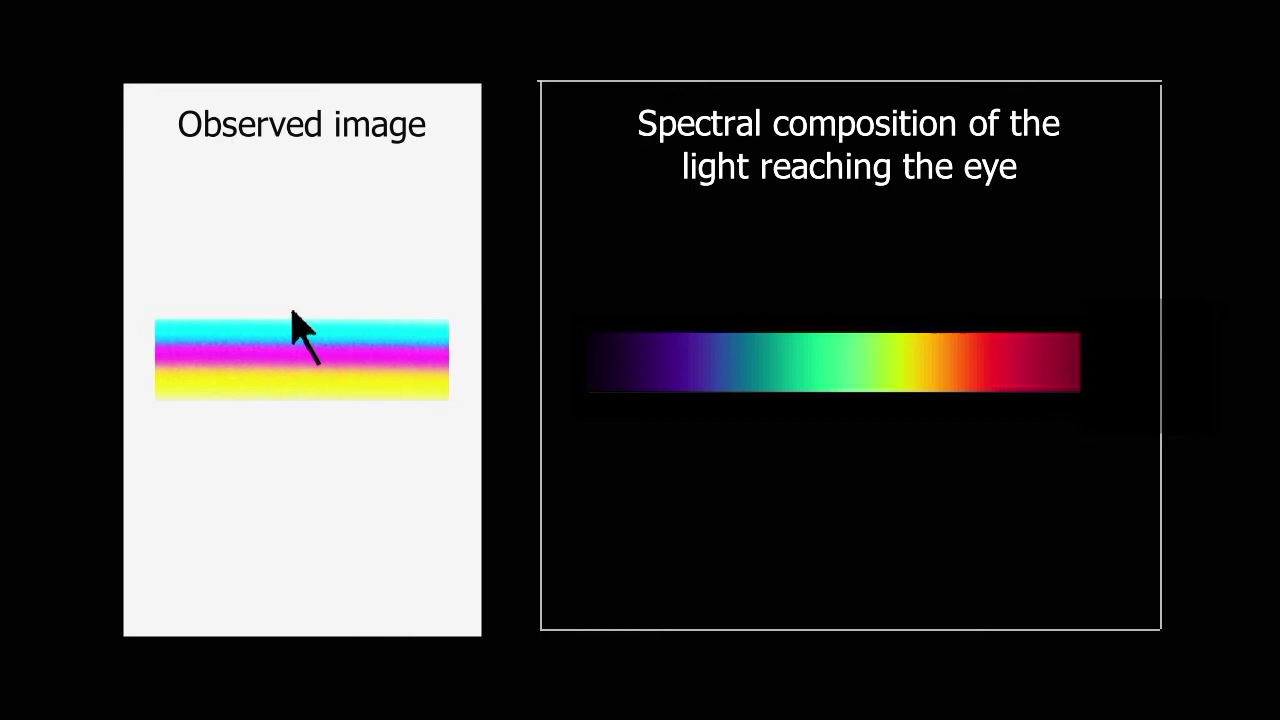 Observed image
Spectral composition of the
light reaching the eye